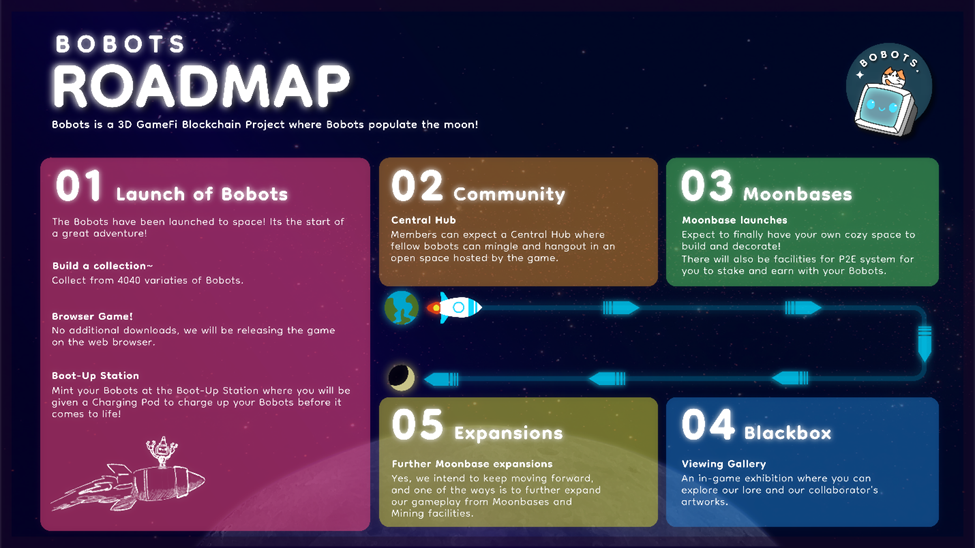 BOBOTS
ROADMAP
Bobots is a 3D GameFi Blockchain Project where Bobots populate the moon!
BOBOTS.
01 Launch of Bobots
The Bobots have been launched to space! Its the start of
a great adventure!
Build a collection~
Collect from 4040 variaties of Bobots.
Browser Game!
No additional downloads, we will be releasing the game
on the web browser.
Boot-Up Station
Mint your Bobots at the Boot-Up Station where you will be
given a Charging Pod to charge up your Bobots before it
comes to life!
02 Community
Central Hub
Members can expect a Central Hub where
fellow bobots can mingle and hangout in an
open space hosted by the game.
03 Moonbases
Moonbase launches
Expect to finally have your own cozy space to
build and decorate!
There will also be facilities for P2E system for
you to stake and earn with your Bobots.
05 Expansions
Further Moonbase expansions
Yes, we intend to keep moving forward,
and one of the ways is to further expand
our gameplay from Moonbases and
Mining facilities.
04 Blackbox
Viewing Gallery
An in-game exhibition where you can
explore our lore and our collaborator's
artworks.